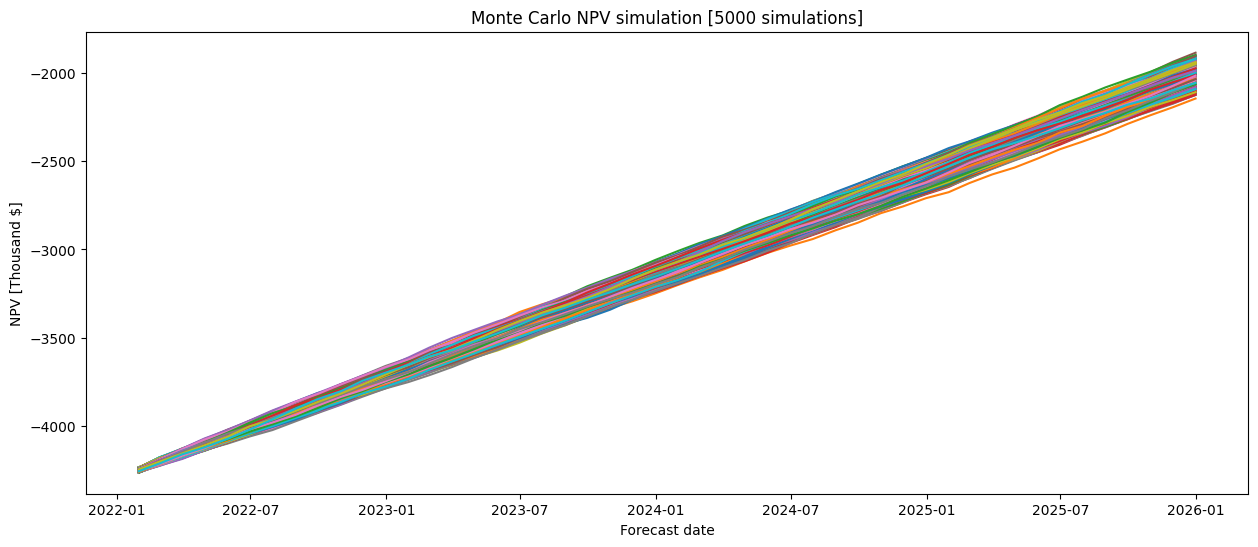 Monte Carlo NPV simulation [5000 simulations]
NPV [Thousand $]
−2000
−2500
−3000
−3500
−4000
2022-01 2022-07 2023-01 2023-07 2024-01 2024-07 2025-01 2025-07 2026-01
Forecast date